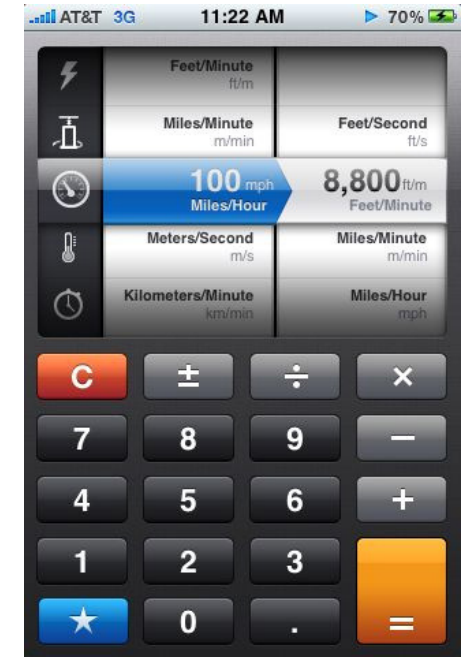 AT&T 3G 11:22 AM 70%
Feet/Minute
ft/m
Miles/Minute Feet/Second
m/min ft/s
100 mph 8,800 ft/m
Miles/Hour Feet/Minute
Meters/Second Miles/Minute
m/s m/min
Kilometers/Minute Miles/Hour
km/min mph
C ± ÷ ×
7 8 9 −
4 5 6 +
1 2 3
★ 0 . =